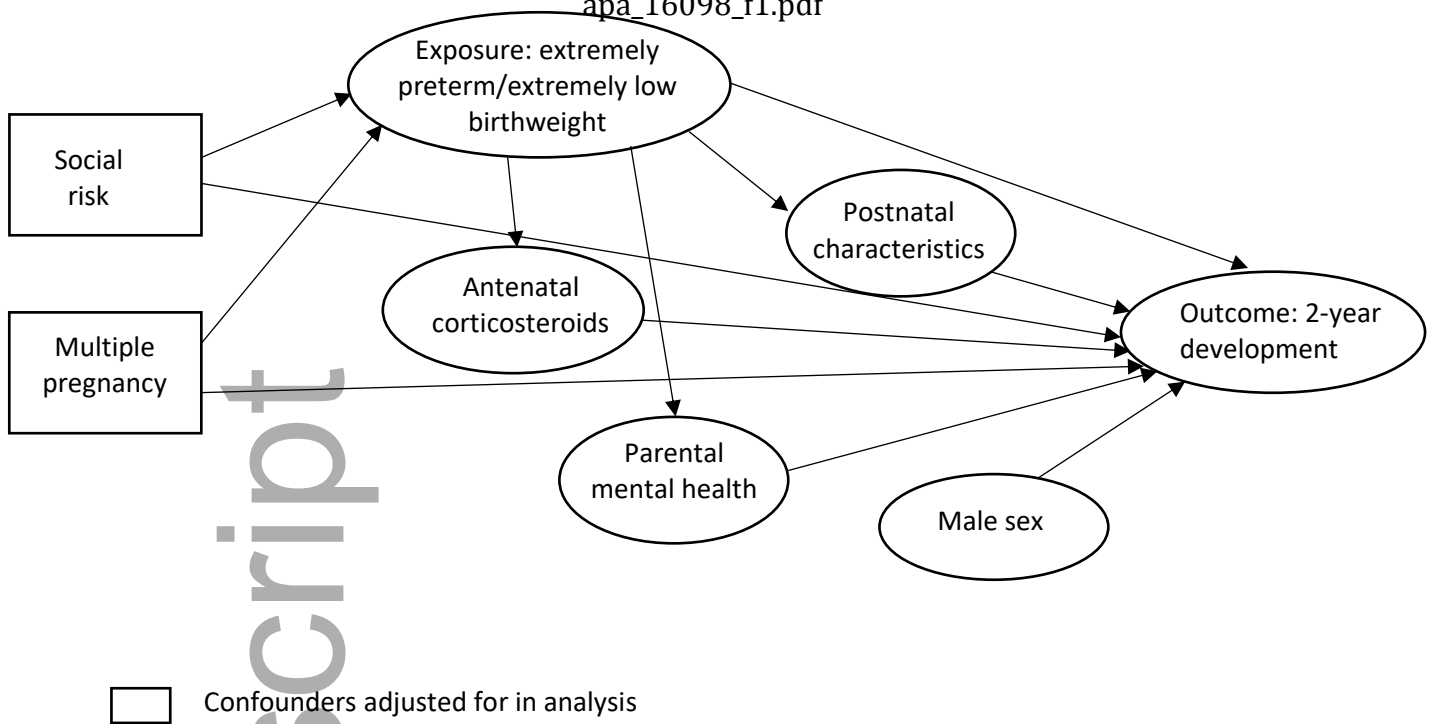 apa_16098_f1.pdf
Exposure: extremely
preterm/extremely low
birthweight
Social
risk
Postnatal
characteristics
Antenatal
corticosteroids
Outcome: 2-year
development
Multiple
pregnancy
Parental
mental health
Male sex
script
Confounders adjusted for in analysis